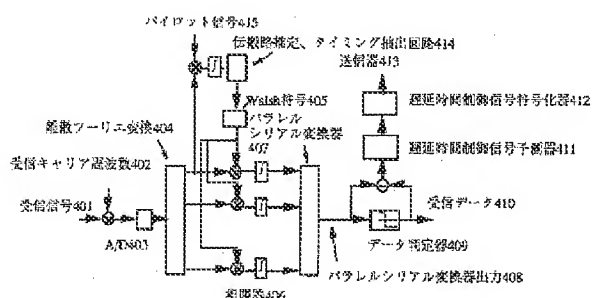 パイロット信号415
伝搬路推定、タイミング抽出回路414
送信器413
Walsh符号405
遅延時間制御信号符号化器412
パラレル
シリアル変換器
407
離散フーリエ変換404
遅延時間制御信号予測器411
受信キャリア周波数402
受信信号401
受信データ410
A/D403
データ判定器409
パラレルシリアル変換器出力408
相関器406